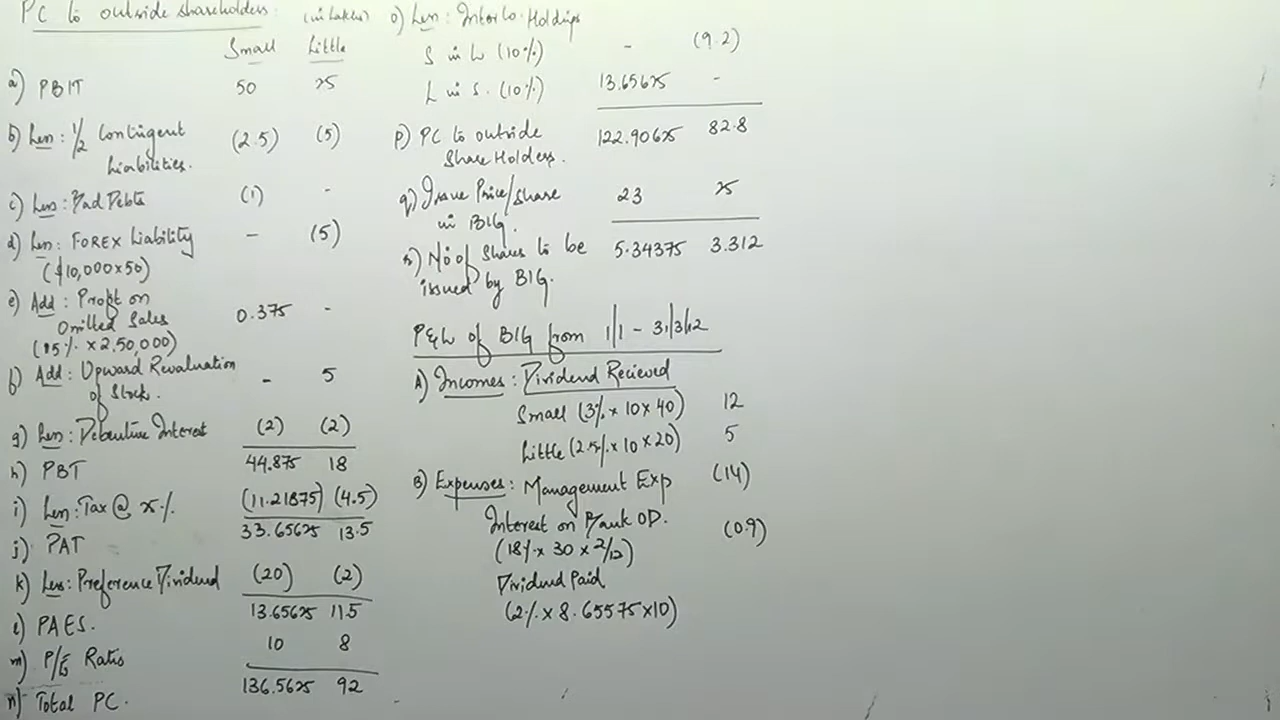 PC to outside shareholders. (in Lakhs)
Small Little
a) PBIT 50 25
b) Less: 1/2 Contingent (2.5) (5)
Liabilities.
c) Less: Bad Debts (1) -
d) Less: FOREX Liability - (5)
($10,000x50)
e) Add: Profit on
Omitted Sales 0.375 -
(15% x 2,50,000)
f) Add: Upward Revaluation - 5
of Stock.
g) Less: Debenture Interest (2) (2)
h) PBT 44.875 18
i) Less: Tax @ 25% (11.21875) (4.5)
j) PAT 33.65625 13.5
k) Less: Preference Dividend (20) (2)
l) PAES. 13.65625 11.5
m) P/E Ratio 10 8
n) Total PC. 136.5625 92
o) Less: Inter Co. Holdings
S in L (10%) - (9.2)
L in S. (10%) 13.65625 -
p) PC to outside 122.90625 82.8
Share Holders.
q) Issue Price/Share 23 25
in BIG.
r) No of Shares to be 5.34375 3.312
issued by BIG.
P&L of BIG from 1/1 - 31/3/12
A) Incomes: Dividend Recieved
Small (3% x 10 x 40) 12
Little (2.5% x 10 x 20) 5
B) Expenses: Management Exp (14)
Interest on Bank OD. (0.9)
(18% x 30 x 2/12)
Dividend Paid
(2% x 8.65575 x 10)